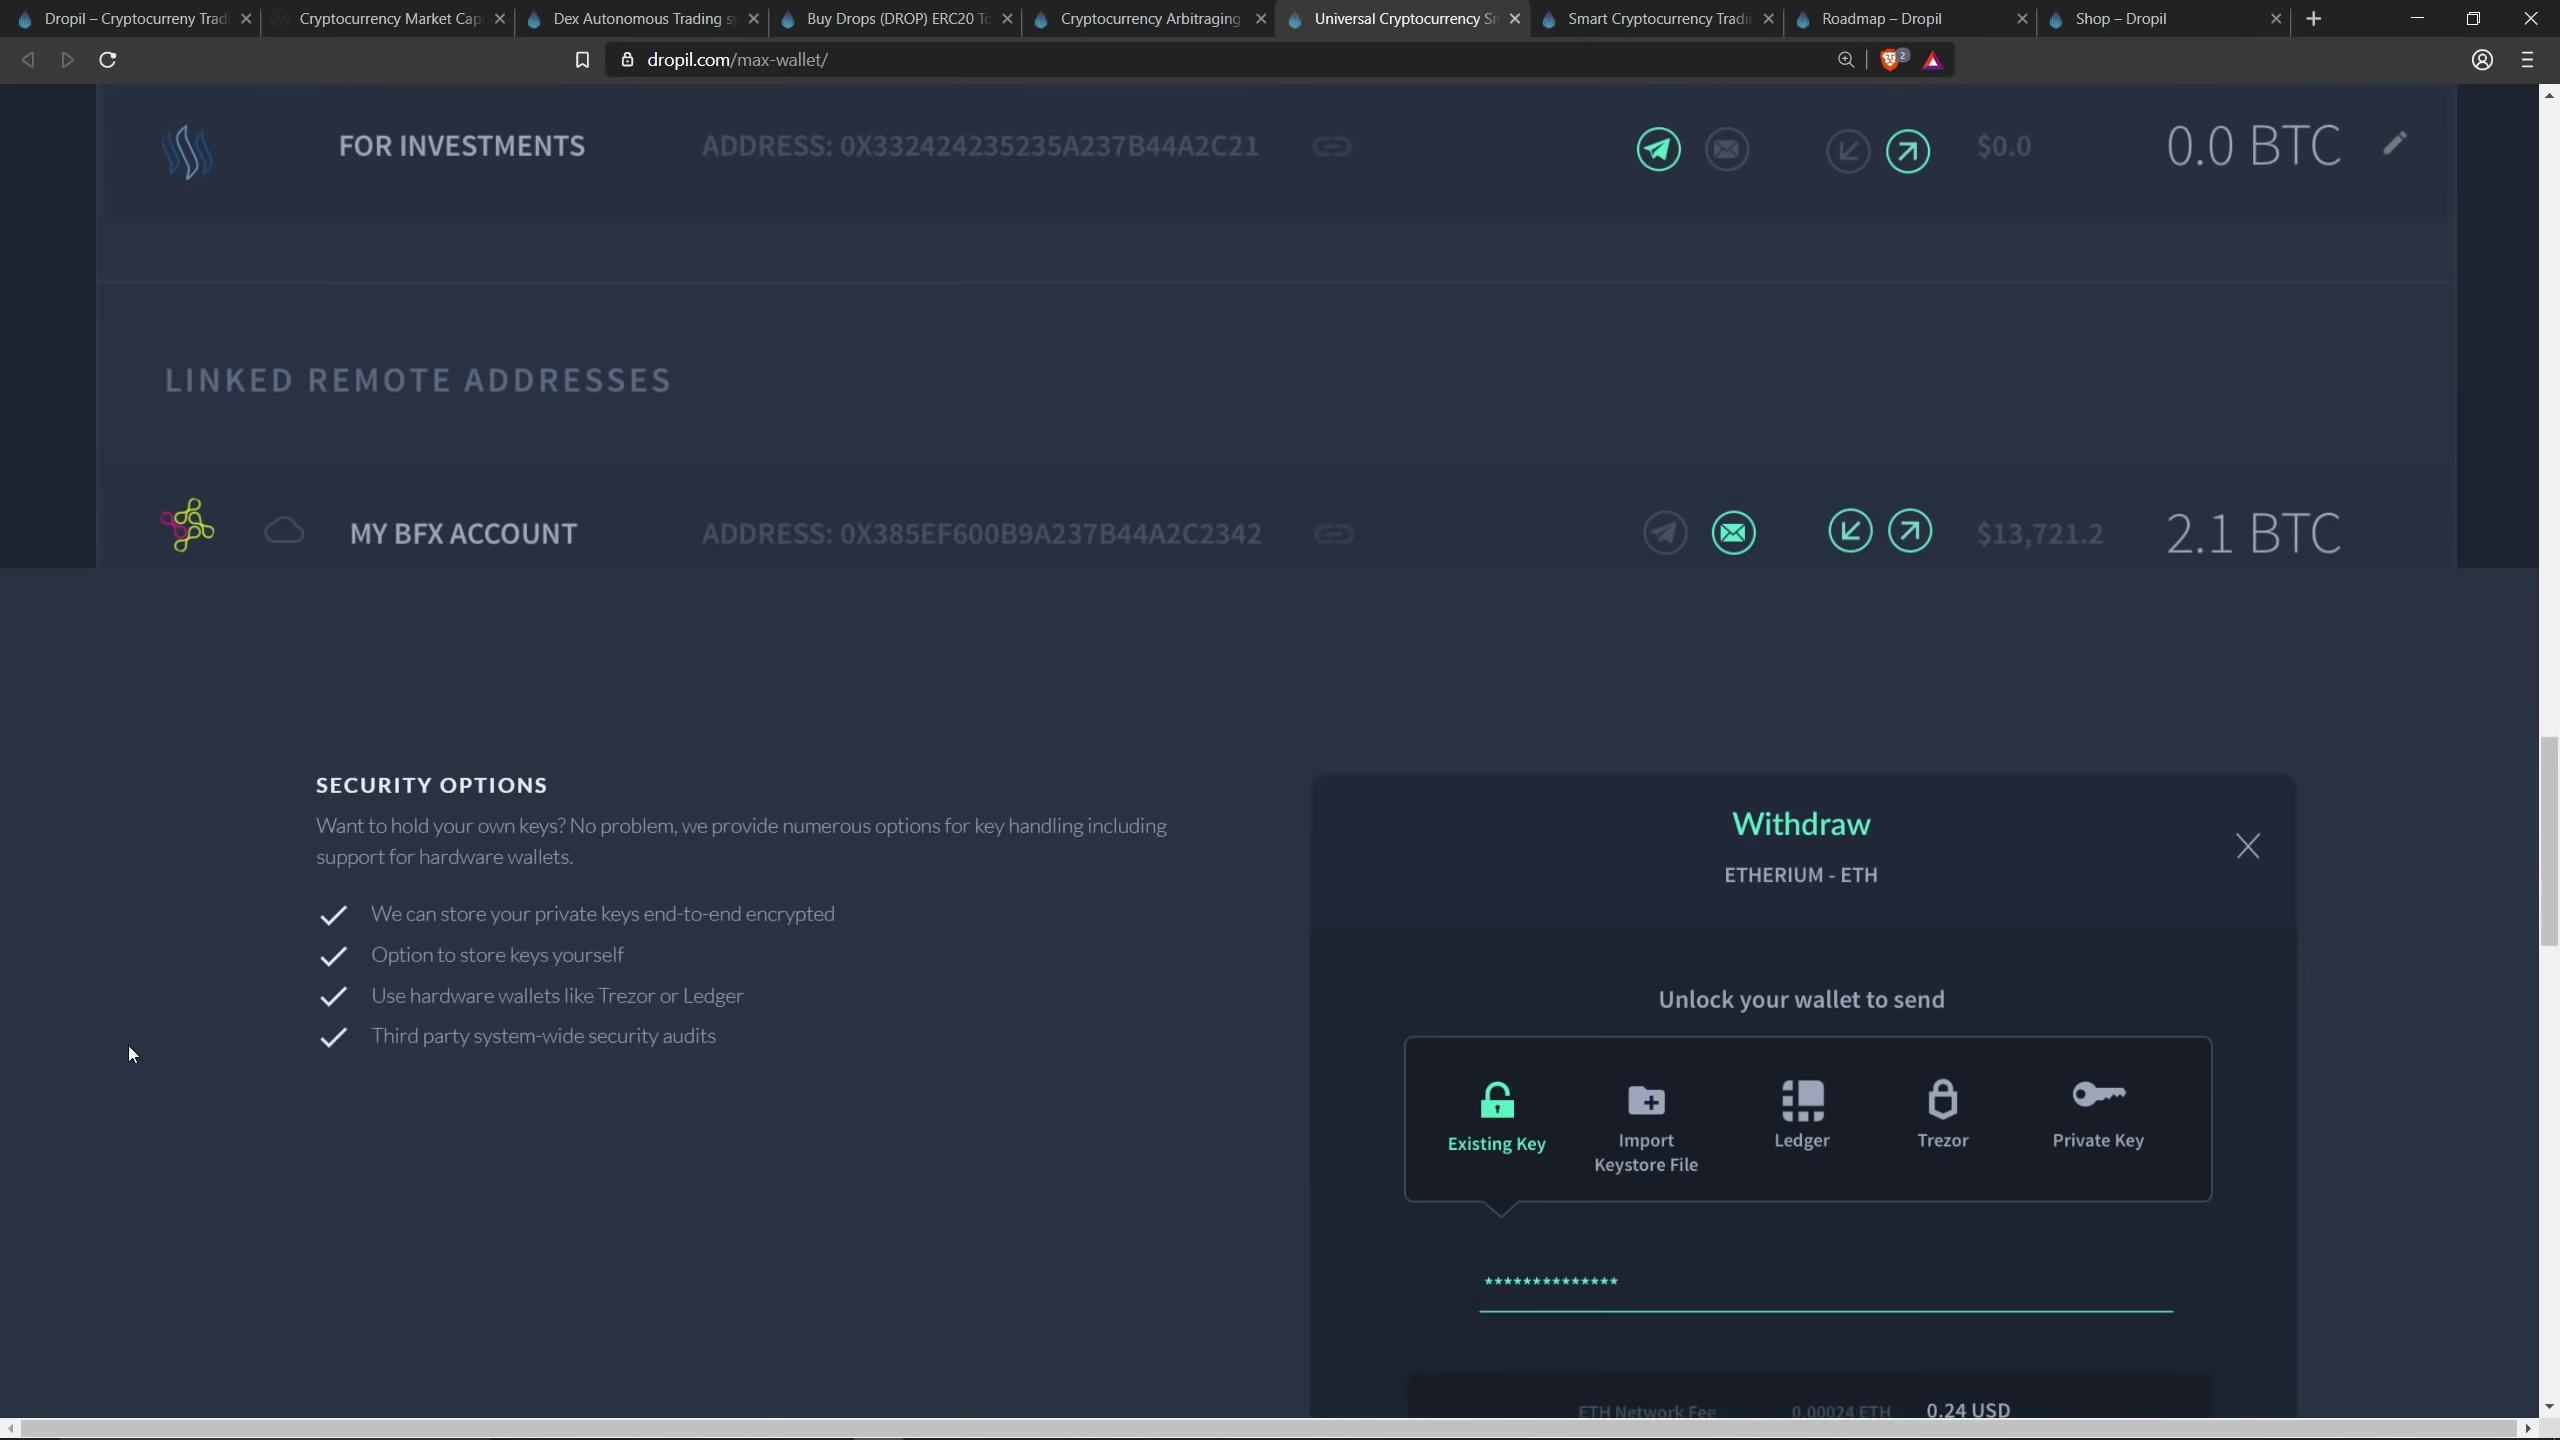 Dropil – Cryptocurreny Tradi
Cryptocurrency Market Cap
Dex Autonomous Trading sy
Buy Drops (DROP) ERC20 To
Cryptocurrency Arbitraging
Universal Cryptocurrency Sm
Smart Cryptocurrency Tradin
Roadmap – Dropil
Shop – Dropil
dropil.com/max-wallet/
2
FOR INVESTMENTS
ADDRESS: 0X332424235235A237B44A2C21
$0.0
0.0 BTC
LINKED REMOTE ADDRESSES
MY BFX ACCOUNT
ADDRESS: 0X385EF600B9A237B44A2C2342
$13,721.2
2.1 BTC
SECURITY OPTIONS
Want to hold your own keys? No problem, we provide numerous options for key handling including
support for hardware wallets.
We can store your private keys end-to-end encrypted
Option to store keys yourself
Use hardware wallets like Trezor or Ledger
Third party system-wide security audits
Withdraw
ETHERIUM - ETH
Unlock your wallet to send
Existing Key
Import
Keystore File
Ledger
Trezor
Private Key
**************
ETH Network Fee
0.00024 ETH
0.24 USD